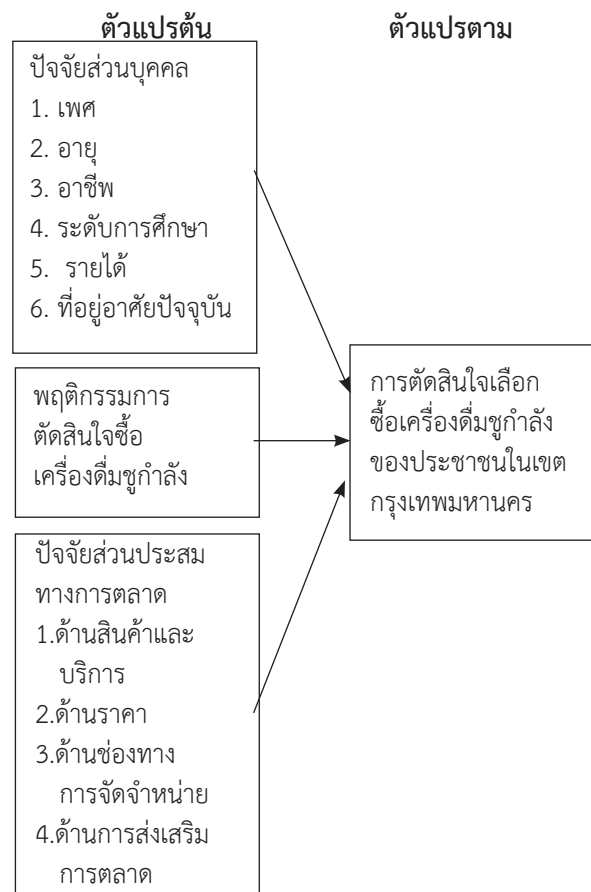 ตัวแปรต้น
ตัวแปรตาม
ปัจจัยส่วนบุคคล
1. เพศ
2. อายุ
3. อาชีพ
4. ระดับการศึกษา
5. รายได้
6. ที่อยู่อาศัยปัจจุบัน
พฤติกรรมการ
ตัดสินใจซื้อ
เครื่องดื่มชูกำลัง
ปัจจัยส่วนประสม
ทางการตลาด
1.ด้านสินค้าและ
บริการ
2.ด้านราคา
3.ด้านช่องทาง
การจัดจำหน่าย
4.ด้านการส่งเสริม
การตลาด
การตัดสินใจเลือก
ซื้อเครื่องดื่มชูกำลัง
ของประชาชนในเขต
กรุงเทพมหานคร